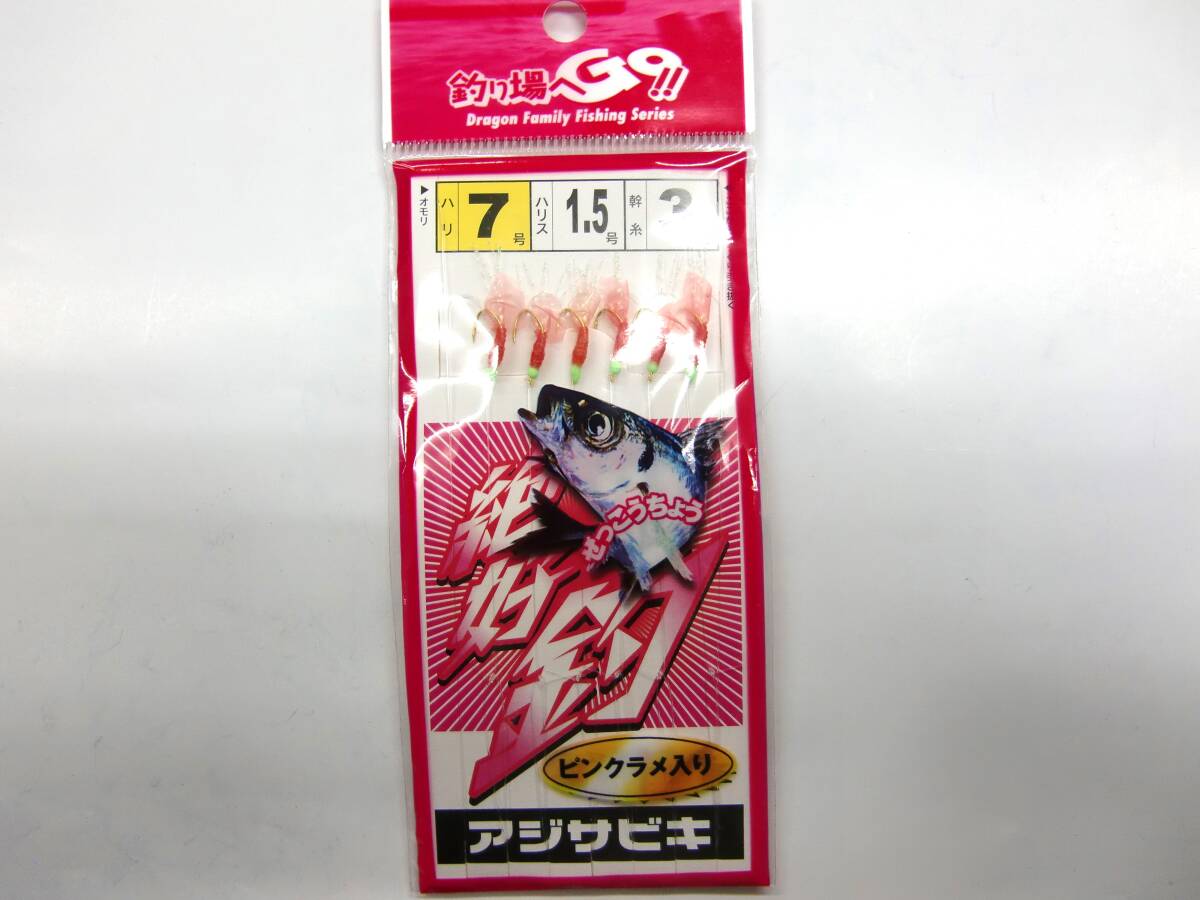 釣り場へGO!!
Dragon Family Fishing Series
▶オモリ
ハリ 7号
ハリス 1.5号
幹糸 3
ぜっこうちょう
絶好釣
ピンクラメ入り
アジサビキ